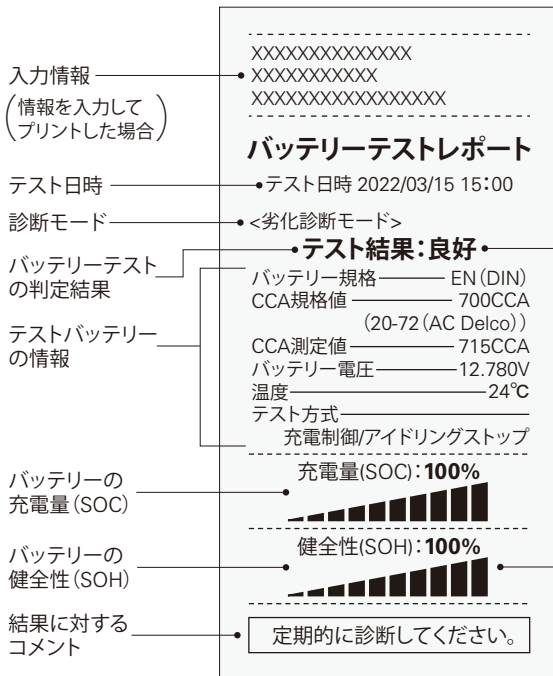 XXXXXXXXXXXXXX
入力情報
XXXXXXXXXXX
(情報を入力して
プリントした場合)
XXXXXXXXXXXXXXXXX
バッテリーテストレポート
テスト日時
テスト日時 2022/03/15 15:00
診断モード
<劣化診断モード>
バッテリーテスト
の判定結果
テスト結果:良好
テストバッテリー
の情報
バッテリー規格 EN(DIN)
CCA規格値 700CCA
(20-72(AC Delco))
CCA測定値 715CCA
バッテリー電圧 12.780V
温度 24℃
テスト方式
充電制御/アイドリングストップ
バッテリーの
充電量(SOC)
充電量(SOC):100%
バッテリーの
健全性(SOH)
健全性(SOH):100%
結果に対する
コメント
定期的に診断してください。